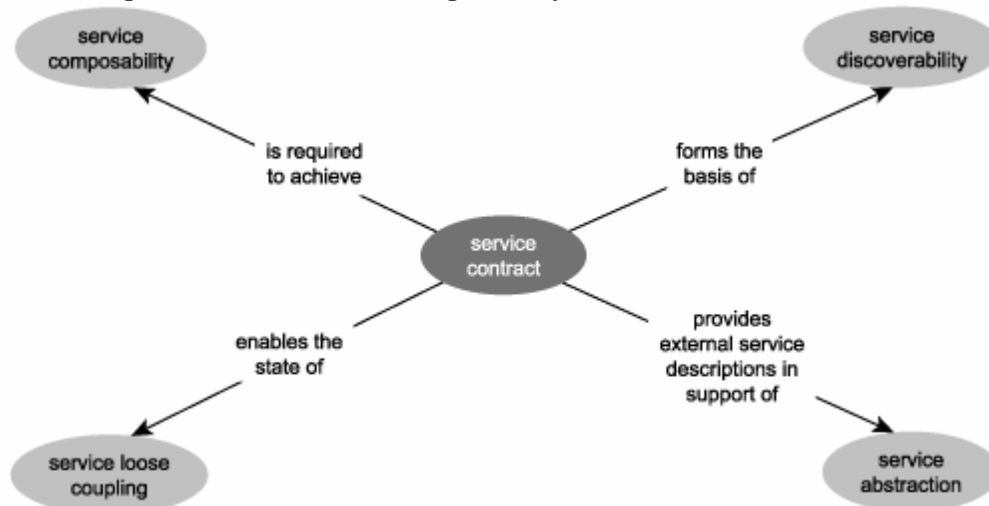 service
composability
service
discoverability
is required
to achieve
forms the
basis of
service
contract
enables the
state of
provides
external service
descriptions in
support of
service loose
coupling
service
abstraction